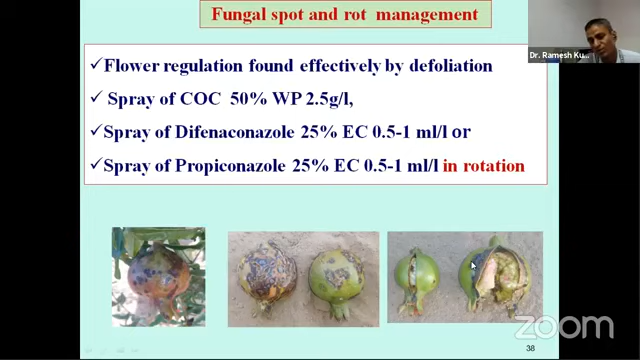 Fungal spot and rot management
Dr. Ramesh Ku...
✓Flower regulation found effectively by defoliation
✓ Spray of COC 50% WP 2.5g/l,
✓Spray of Difenaconazole 25% EC 0.5-1 ml/l or
✓Spray of Propiconazole 25% EC 0.5-1 ml/l in rotation
zoom
38